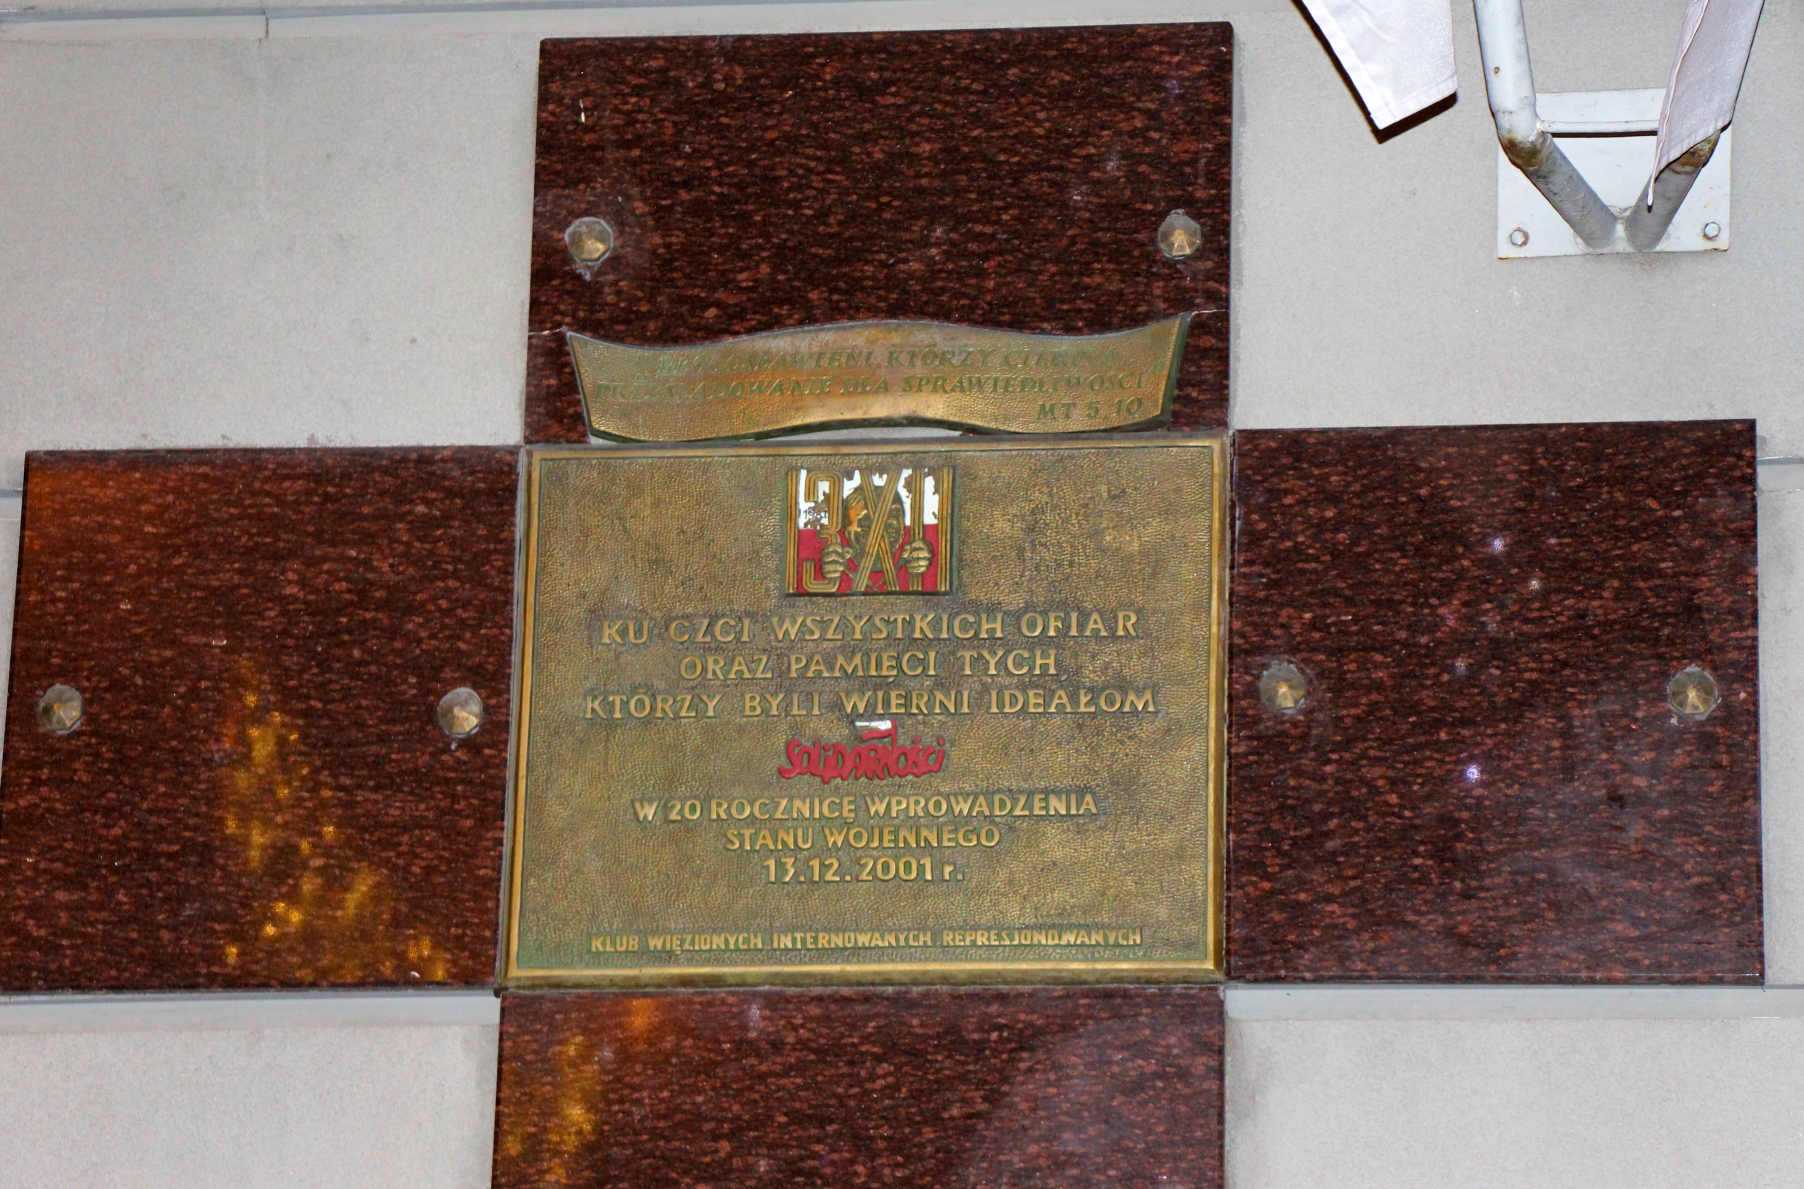 BŁOGOSŁAWIENI, KTÓRZY CIERPIĄ
PRZEŚLADOWANIE DLA SPRAWIEDLIWOŚCI
MT 5,10
13 XII
1981
KU CZCI WSZYSTKICH OFIAR
ORAZ PAMIĘCI TYCH
KTÓRZY BYLI WIERNI IDEAŁOM
SOLIDARNOŚCI
W 20 ROCZNICĘ WPROWADZENIA
STANU WOJENNEGO
13.12.2001 r.
KLUB WIĘZIONYCH INTERNOWANYCH REPRESJONOWANYCH